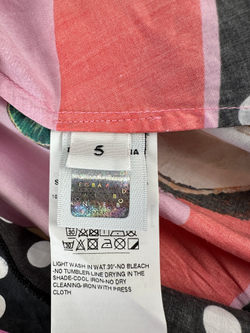 5
LIGHT WASH IN WAT.30°-NO BLEACH
-NO TUMBLER-LINE DRYING IN THE
SHADE-COOL IRON-NO DRY
CLEANING-IRON WITH PRESS
CLOTH